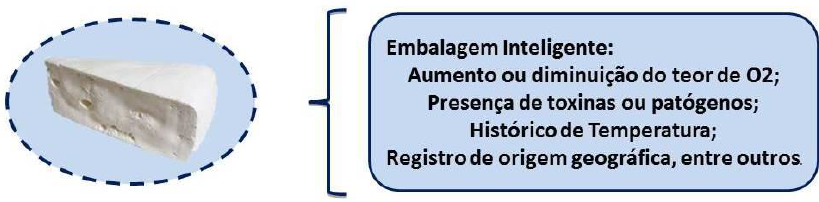 Embalagem Inteligente:
Aumento ou diminuição do teor de O2;
Presença de toxinas ou patógenos;
Histórico de Temperatura;
Registro de origem geográfica, entre outros.